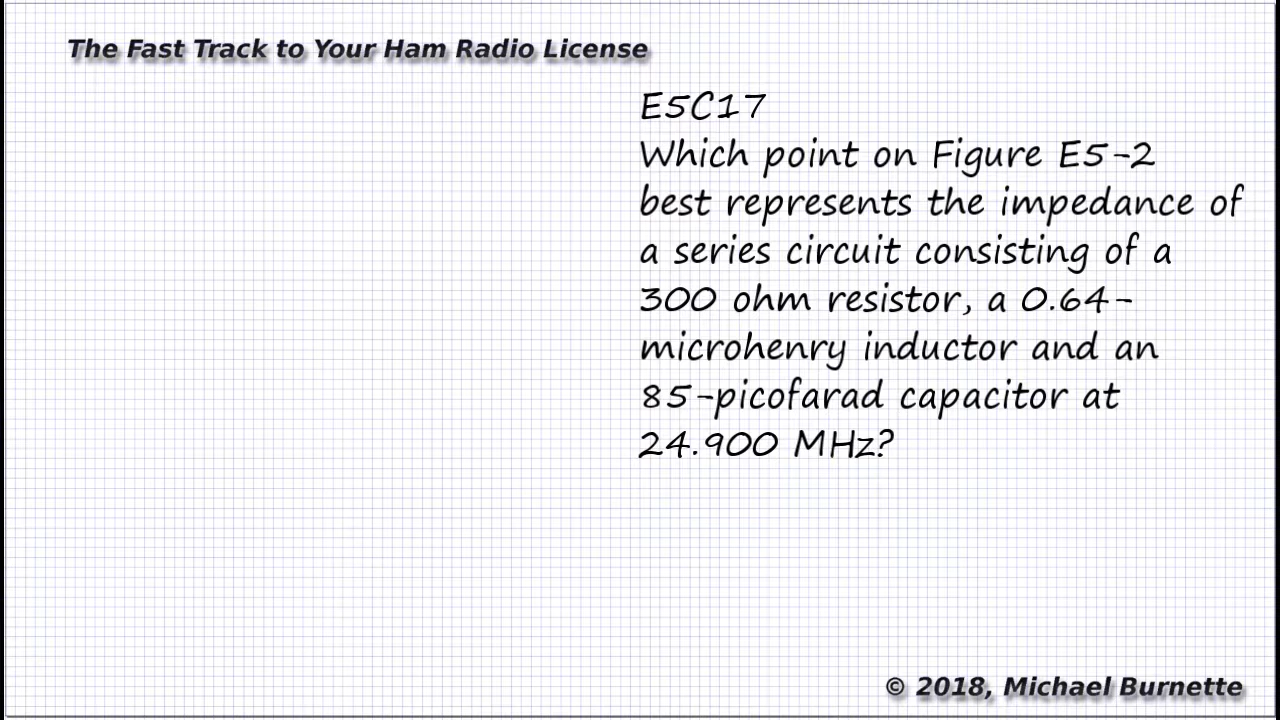 The Fast Track to Your Ham Radio License
E5C17
Which point on Figure E5-2
best represents the impedance of
a series circuit consisting of a
300 ohm resistor, a 0.64-
microhenry inductor and an
85-picofarad capacitor at
24.900 MHz?
© 2018, Michael Burnette